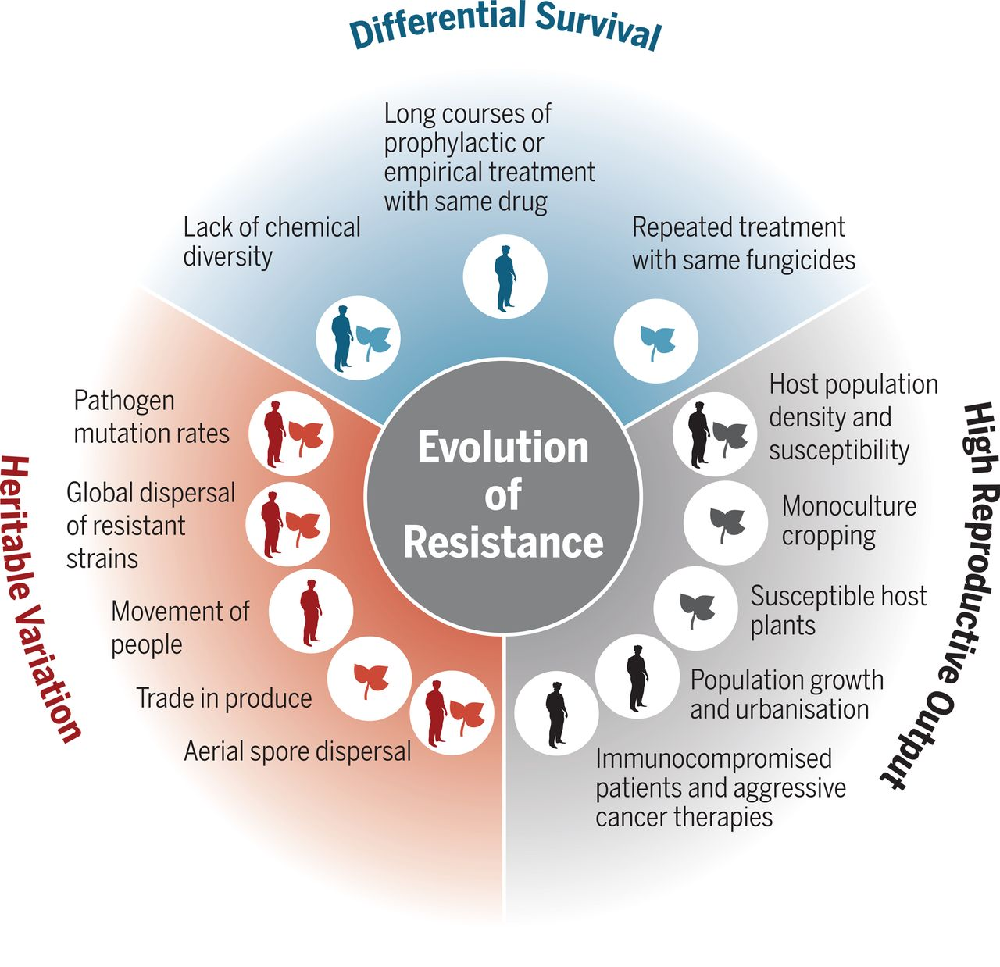 Differential Survival
Long courses of
prophylactic or
empirical treatment
with same drug
Lack of chemical
diversity
Repeated treatment
with same fungicides
Evolution
of
Resistance
Heritable Variation
Pathogen
mutation rates
Global dispersal
of resistant
strains
Movement of
people
Trade in produce
Aerial spore dispersal
High Reproductive Output
Host population
density and
susceptibility
Monoculture
cropping
Susceptible host
plants
Population growth
and urbanisation
Immunocompromised
patients and aggressive
cancer therapies